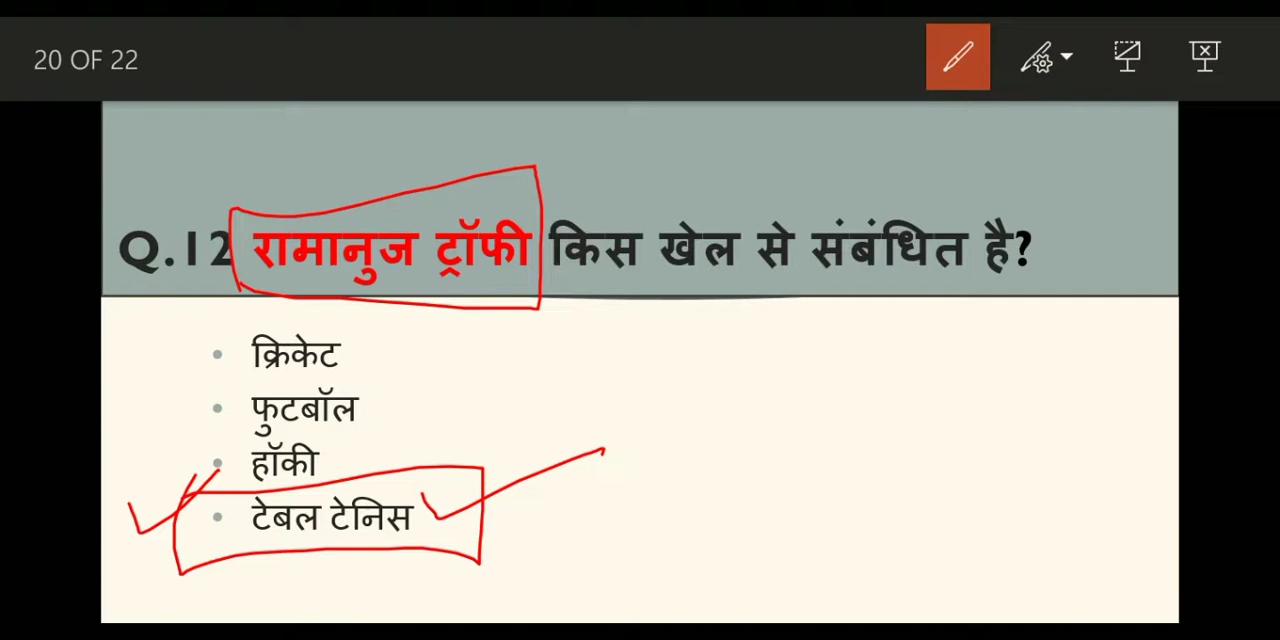 20 OF 22
Q.12 रामानुज ट्रॉफी किस खेल से संबंधित है?
• क्रिकेट
• फुटबॉल
• हॉकी
• टेबल टेनिस